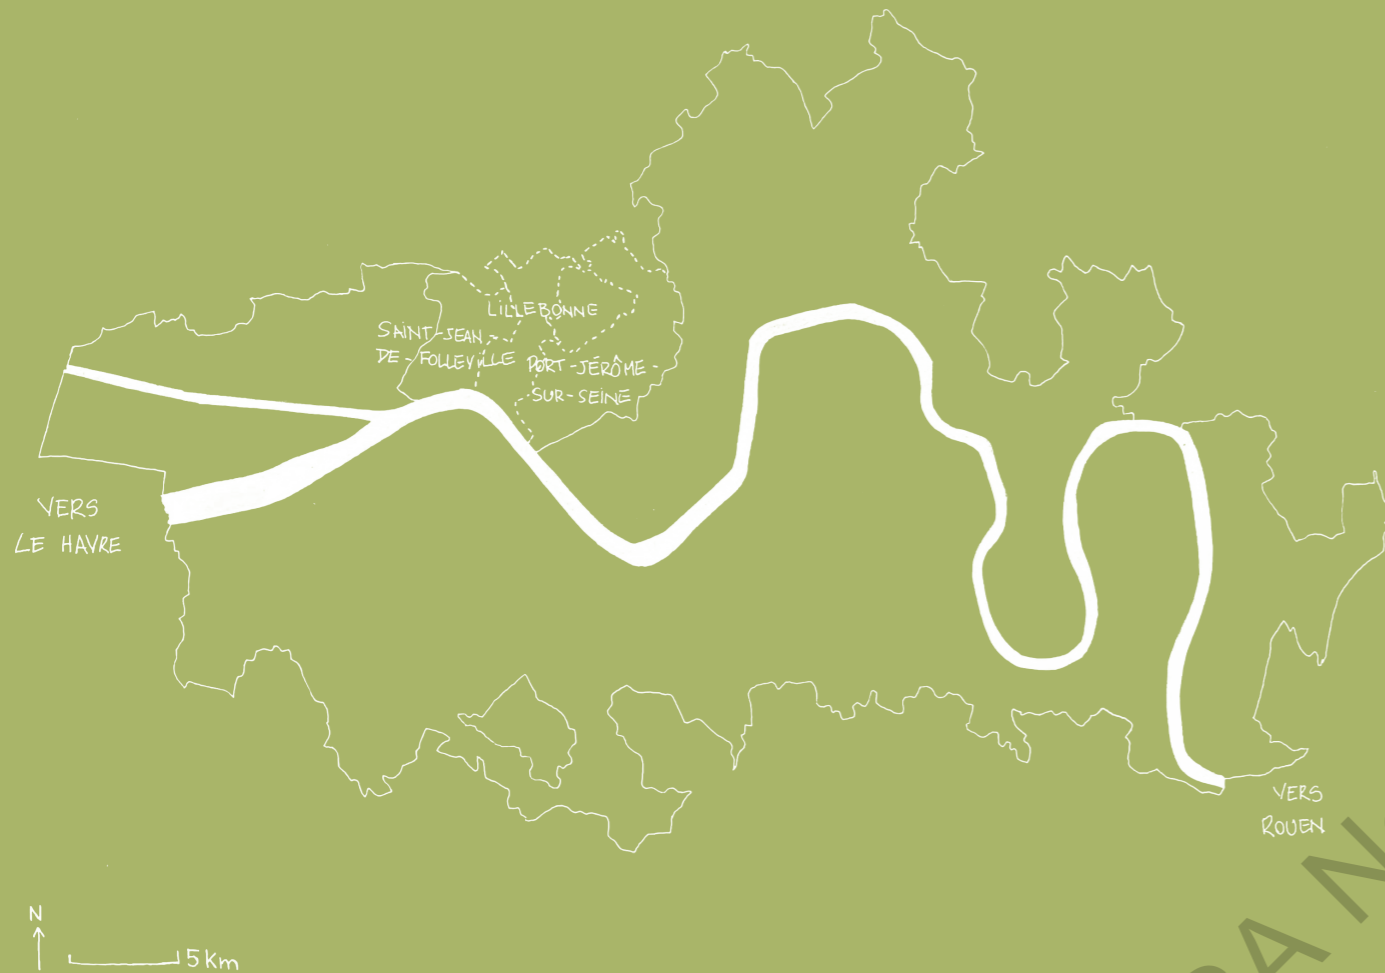 LILLEBONNE
SAINT-JEAN-
DE-FOLLEVILLE
PORT-JÉRÔME-
SUR-SEINE
VERS
LE HAVRE
VERS
ROUEN
N
5 Km